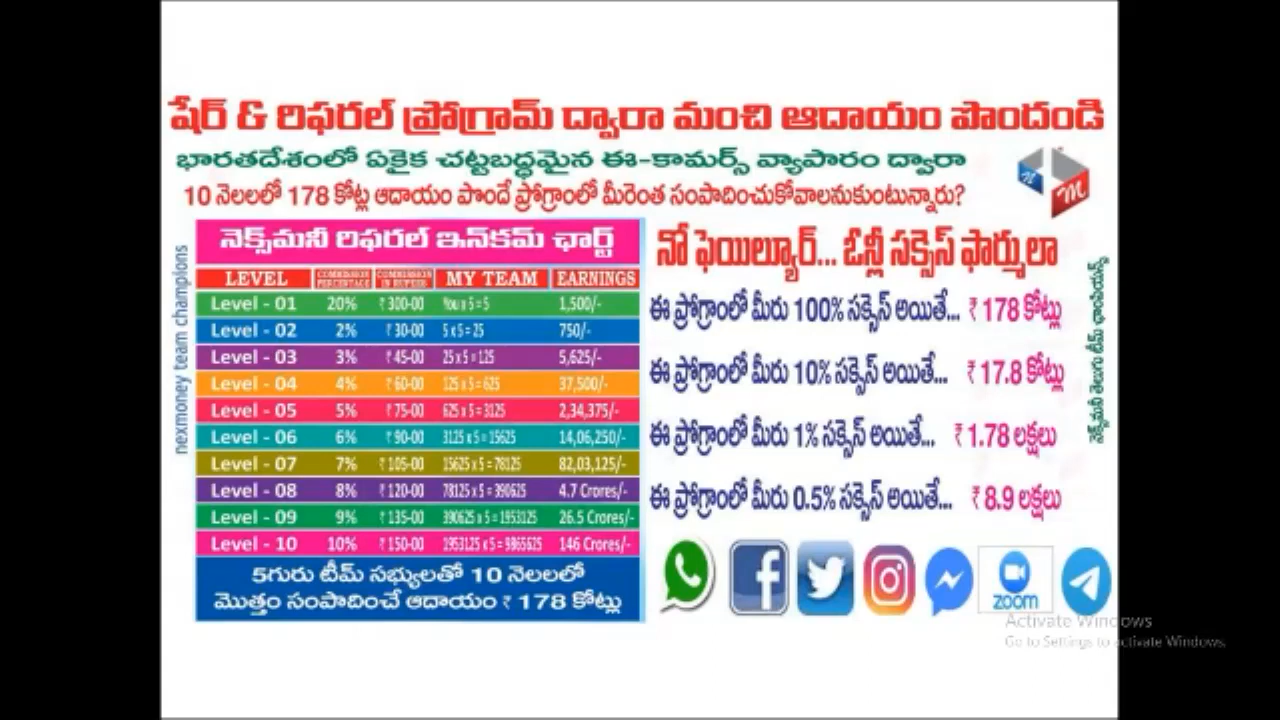 షేర్ & రిఫరల్ ప్రోగ్రామ్ ద్వారా మంచి ఆదాయం పొందండి
భారతదేశంలో ఏకైక చట్టబద్ధమైన ఈ-కామర్స్ వ్యాపారం ద్వారా
10 నెలలలో 178 కోట్ల ఆదాయం పొందే ప్రోగ్రాంలో మీరెంత సంపాదించుకోవాలనుకుంటున్నారు?
nexmoney team champions
నెక్స్‌మనీ రిఫరల్ ఇన్‌కమ్ ఛార్ట్
LEVEL COMMISSION PERCENTAGE COMMISSION IN RUPEES MY TEAM EARNINGS
Level - 01 20% ₹ 300-00 You x 5 = 5 1,500/-
Level - 02 2% ₹ 30-00 5 x 5 = 25 750/-
Level - 03 3% ₹ 45-00 25 x 5 = 125 5,625/-
Level - 04 4% ₹ 60-00 125 x 5 = 625 37,500/-
Level - 05 5% ₹ 75-00 625 x 5 = 3125 2,34,375/-
Level - 06 6% ₹ 90-00 3125 x 5 = 15625 14,06,250/-
Level - 07 7% ₹ 105-00 15625 x 5 = 78125 82,03,125/-
Level - 08 8% ₹ 120-00 78125 x 5 = 390625 4.7 Crores/-
Level - 09 9% ₹ 135-00 390625 x 5 = 1953125 26.5 Crores/-
Level - 10 10% ₹ 150-00 1953125 x 5 = 9865625 146 Crores/-
5గురు టీమ్ సభ్యులతో 10 నెలలలో
మొత్తం సంపాదించే ఆదాయం ₹ 178 కోట్లు
నో ఫెయిల్యూర్... ఓన్లీ సక్సెస్ ఫార్ములా
ఈ ప్రోగ్రాంలో మీరు 100% సక్సెస్ అయితే... ₹ 178 కోట్లు
ఈ ప్రోగ్రాంలో మీరు 10% సక్సెస్ అయితే... ₹ 17.8 కోట్లు
ఈ ప్రోగ్రాంలో మీరు 1% సక్సెస్ అయితే... ₹ 1.78 లక్షలు
ఈ ప్రోగ్రాంలో మీరు 0.5% సక్సెస్ అయితే... ₹ 8.9 లక్షలు
నెక్స్‌మనీ తెలుగు టీమ్ ఛాంపియన్స్
zoom
Activate Windows
Go to Settings to activate Windows.